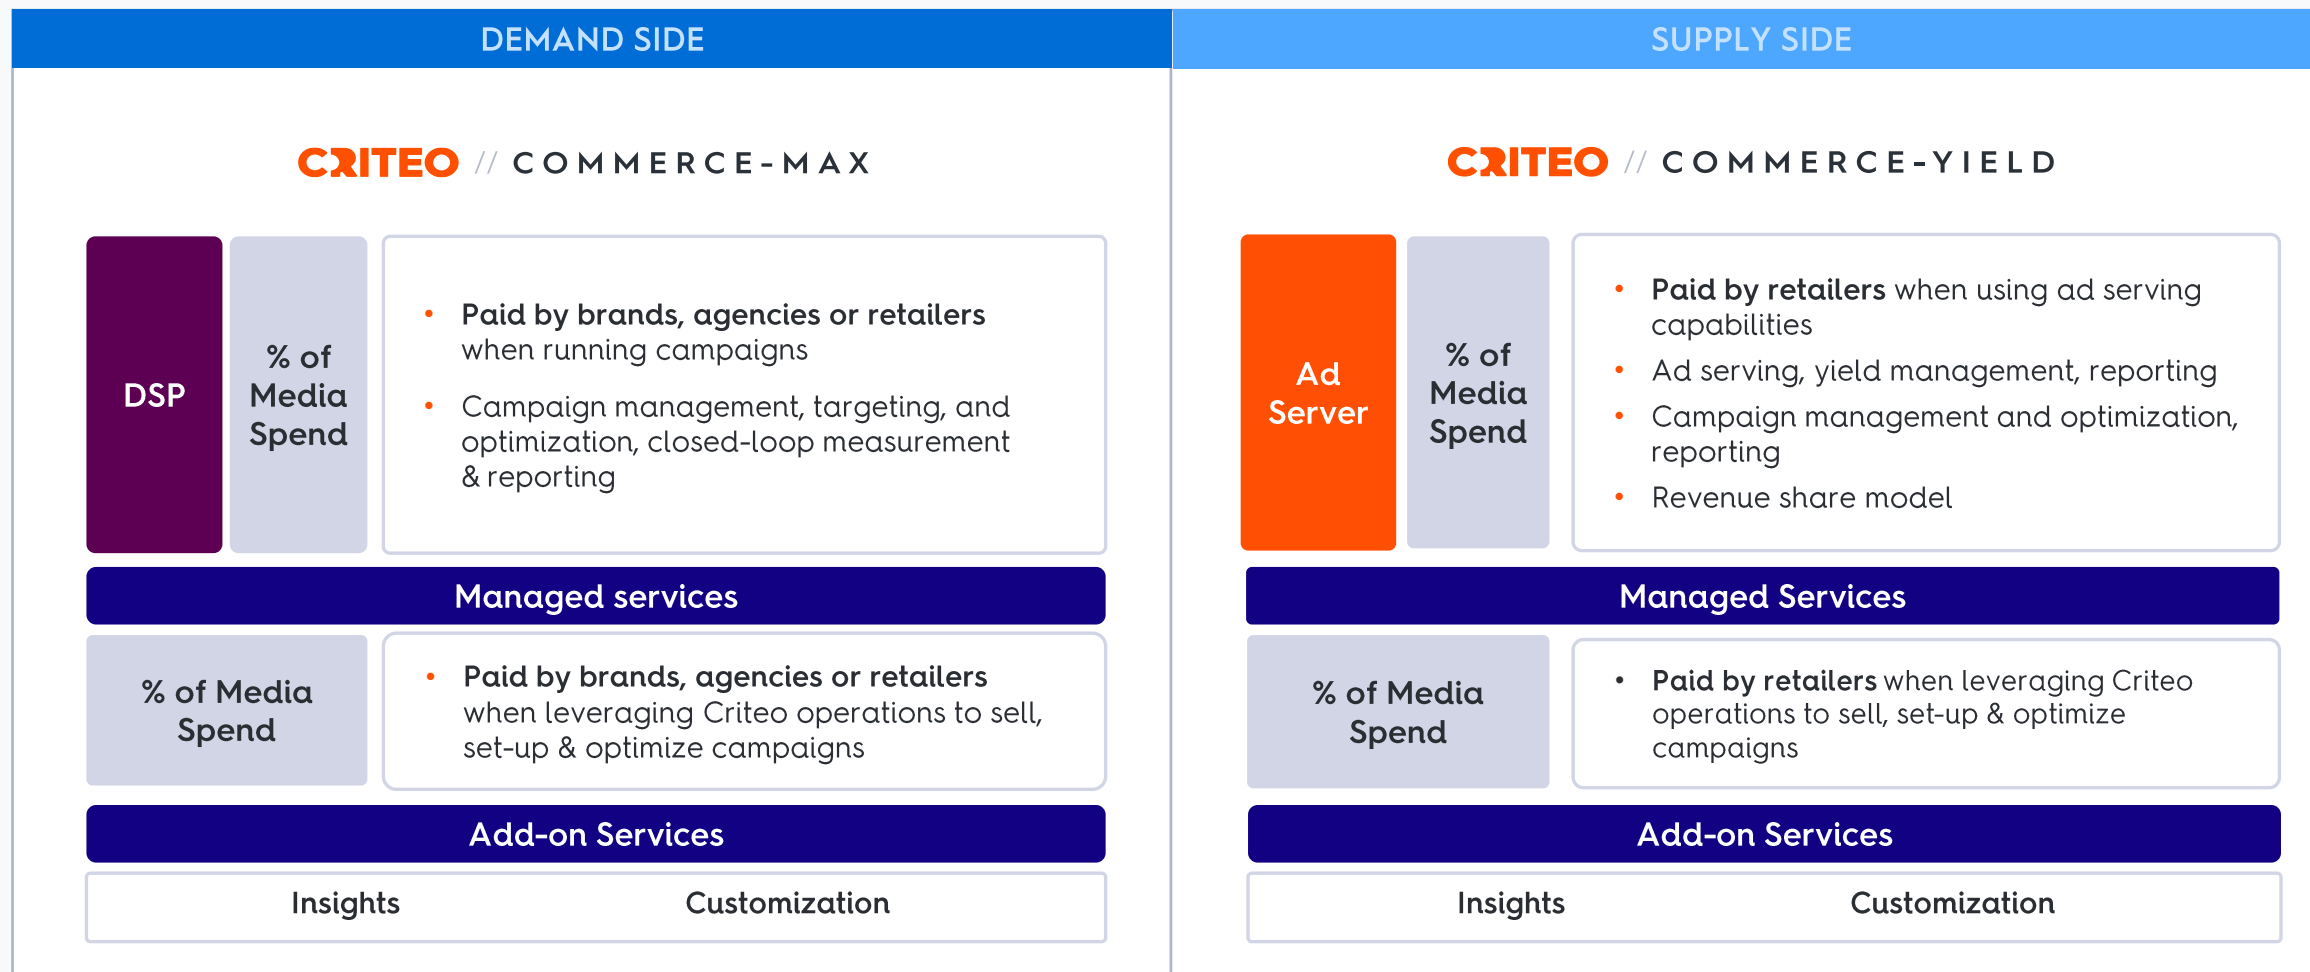 DEMAND SIDE
CRITEO // COMMERCE-MAX
DSP
% of
Media
Spend
• Paid by brands, agencies or retailers
when running campaigns
• Campaign management, targeting, and
optimization, closed-loop measurement
& reporting
Managed services
% of Media
Spend
• Paid by brands, agencies or retailers
when leveraging Criteo operations to sell,
set-up & optimize campaigns
Add-on Services
Insights Customization
SUPPLY SIDE
CRITEO // COMMERCE-YIELD
Ad
Server
% of
Media
Spend
• Paid by retailers when using ad serving
capabilities
• Ad serving, yield management, reporting
• Campaign management and optimization,
reporting
• Revenue share model
Managed Services
% of Media
Spend
• Paid by retailers when leveraging Criteo
operations to sell, set-up & optimize
campaigns
Add-on Services
Insights Customization